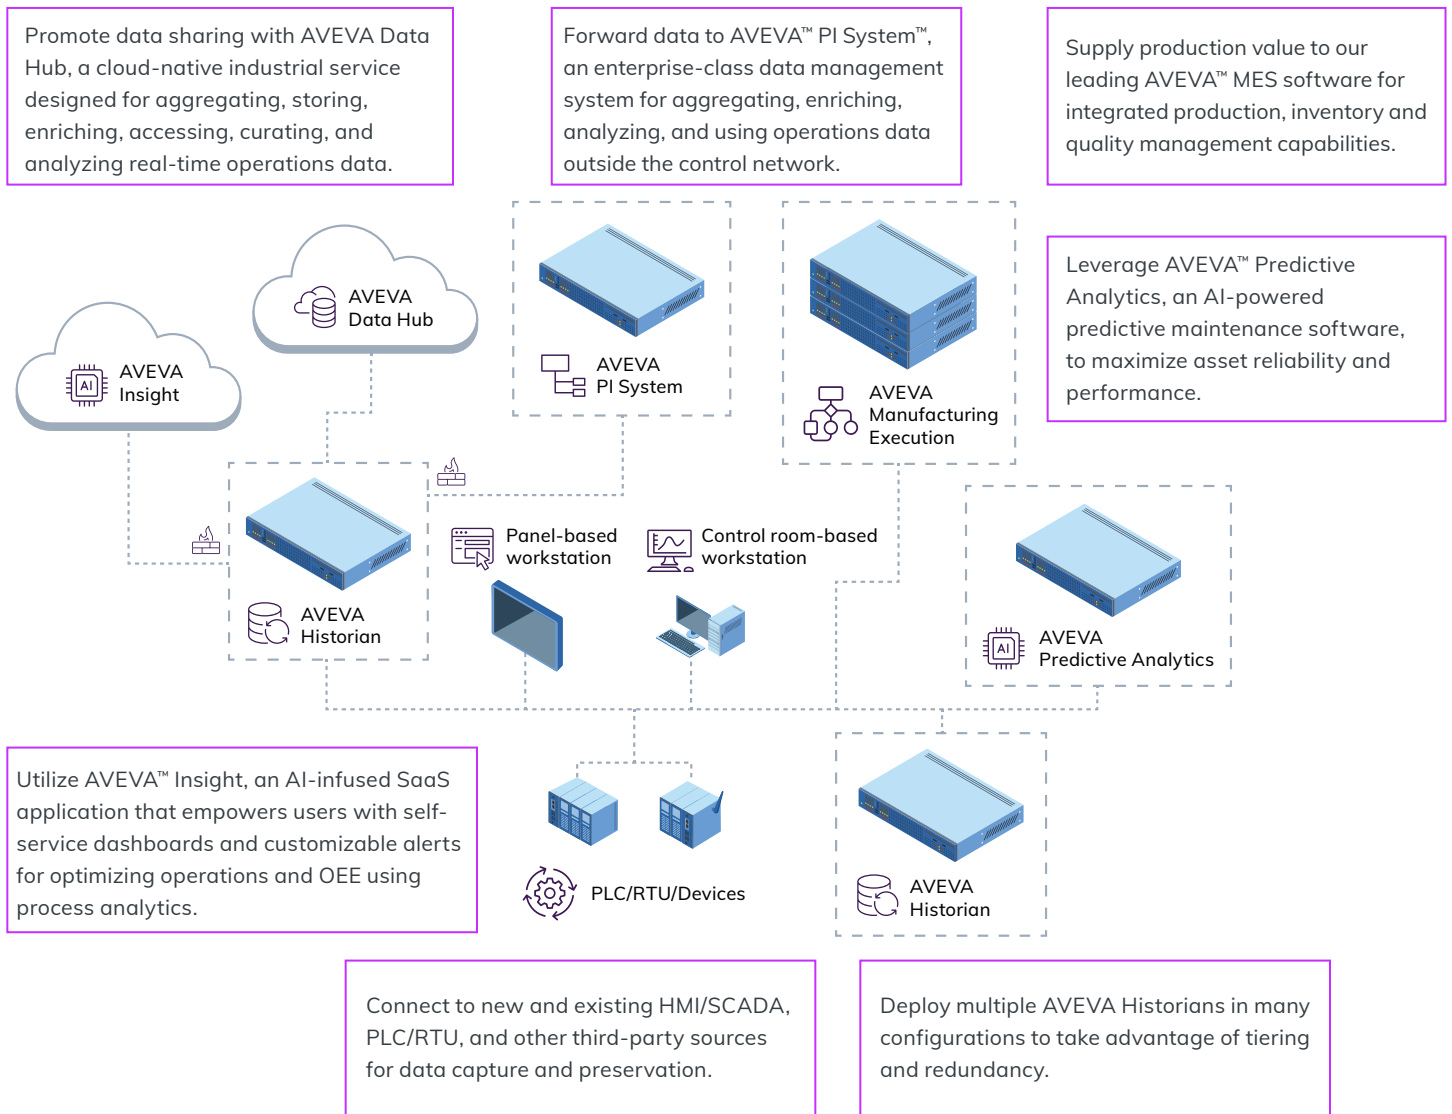 Promote data sharing with AVEVA Data
Hub, a cloud-native industrial service
designed for aggregating, storing,
enriching, accessing, curating, and
analyzing real-time operations data.
Forward data to AVEVA™ PI System™,
an enterprise-class data management
system for aggregating, enriching,
analyzing, and using operations data
outside the control network.
Supply production value to our
leading AVEVA™ MES software for
integrated production, inventory and
quality management capabilities.
Leverage AVEVA™ Predictive
Analytics, an AI-powered
predictive maintenance software,
to maximize asset reliability and
performance.
AVEVA
Data Hub
AI
AVEVA
Insight
AVEVA
PI System
AVEVA
Manufacturing
Execution
Panel-based
workstation
Control room-based
workstation
AVEVA
Historian
AI
AVEVA
Predictive Analytics
Utilize AVEVA™ Insight, an AI-infused SaaS
application that empowers users with self-
service dashboards and customizable alerts
for optimizing operations and OEE using
process analytics.
PLC/RTU/Devices
AVEVA
Historian
Connect to new and existing HMI/SCADA,
PLC/RTU, and other third-party sources
for data capture and preservation.
Deploy multiple AVEVA Historians in many
configurations to take advantage of tiering
and redundancy.